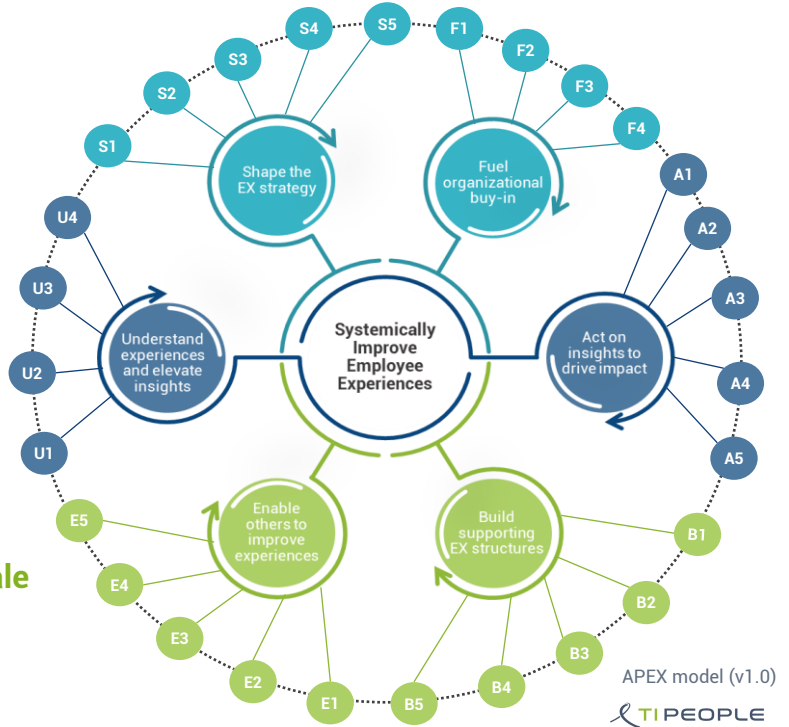 S1
S2
S3
S4
S5
F1
F2
F3
F4
Shape the
EX strategy
Fuel
organizational
buy-in
U4
U3
U2
U1
Understand
experiences
and elevate
insights
Systemically
Improve
Employee
Experiences
Act on
insights to
drive impact
A1
A2
A3
A4
A5
E5
E4
E3
E2
E1
Enable
others to
improve
experiences
Build
supporting
EX structures
B1
B2
B3
B4
B5
ale
APEX model (v1.0)
TI PEOPLE